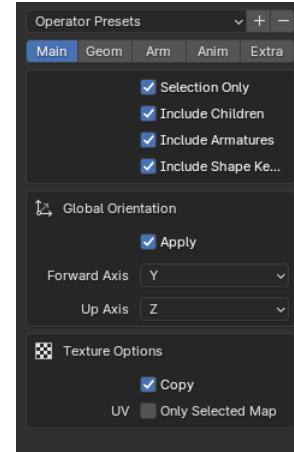 Operator Presets
Main Geom Arm Anim Extra
Selection Only
Include Children
Include Armatures
Include Shape Ke...
Global Orientation
Apply
Forward Axis Y
Up Axis Z
Texture Options
Copy
UV Only Selected Map